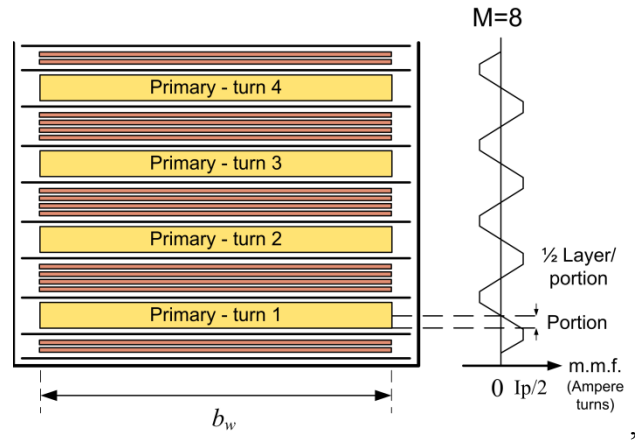 M=8
Primary - turn 4
Primary - turn 3
Primary - turn 2
½ Layer/
portion
Primary - turn 1
Portion
m.m.f.
0 Ip/2
(Ampere
turns)
b_w
,